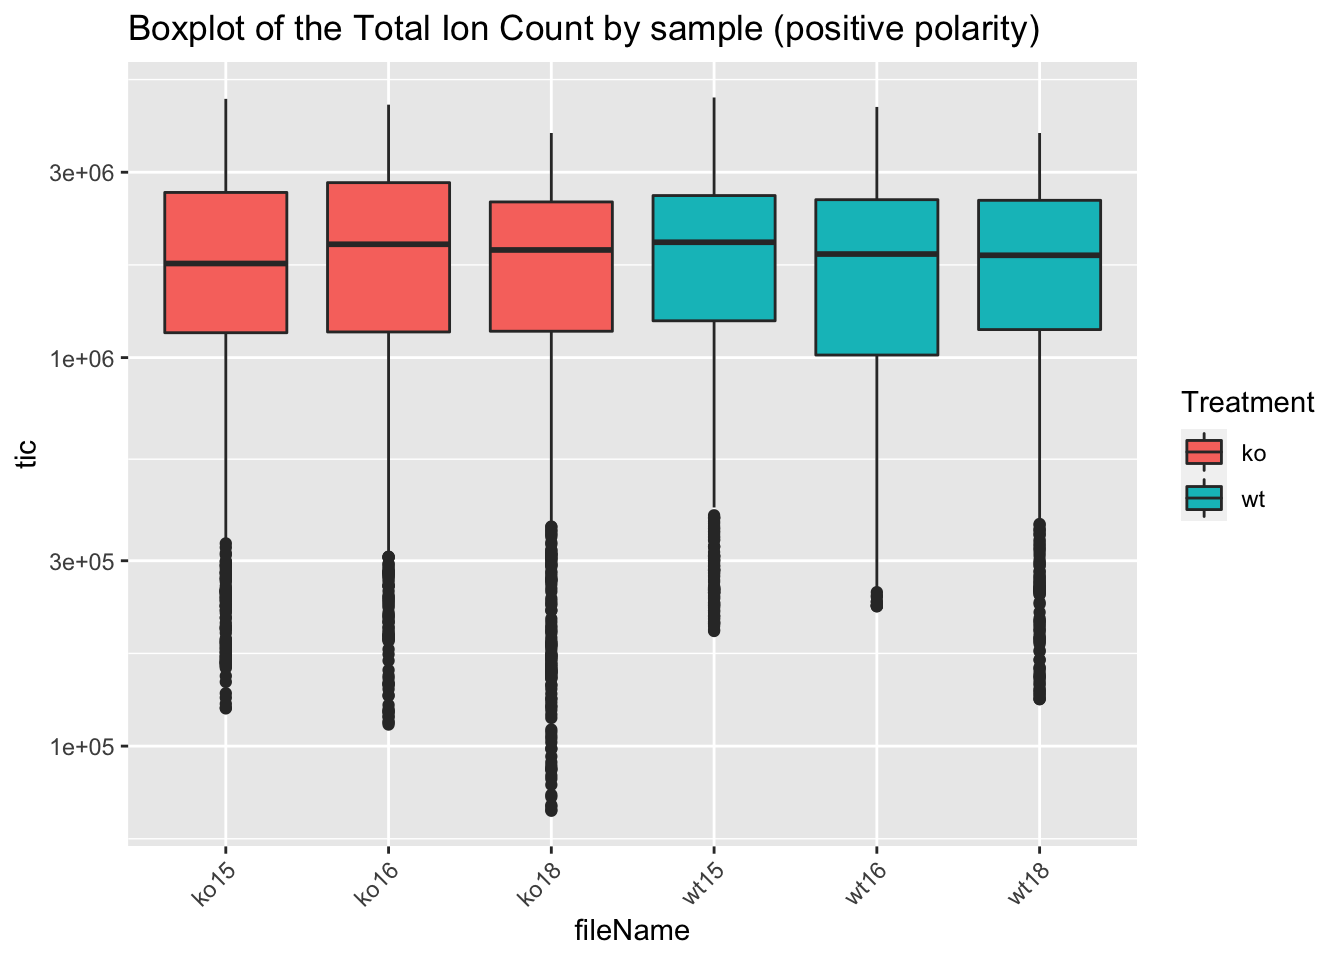 Boxplot of the Total Ion Count by sample (positive polarity)
3e+06
1e+06
3e+05
1e+05
tic
ko15
ko16
ko18
wt15
wt16
wt18
fileName
Treatment
ko
wt